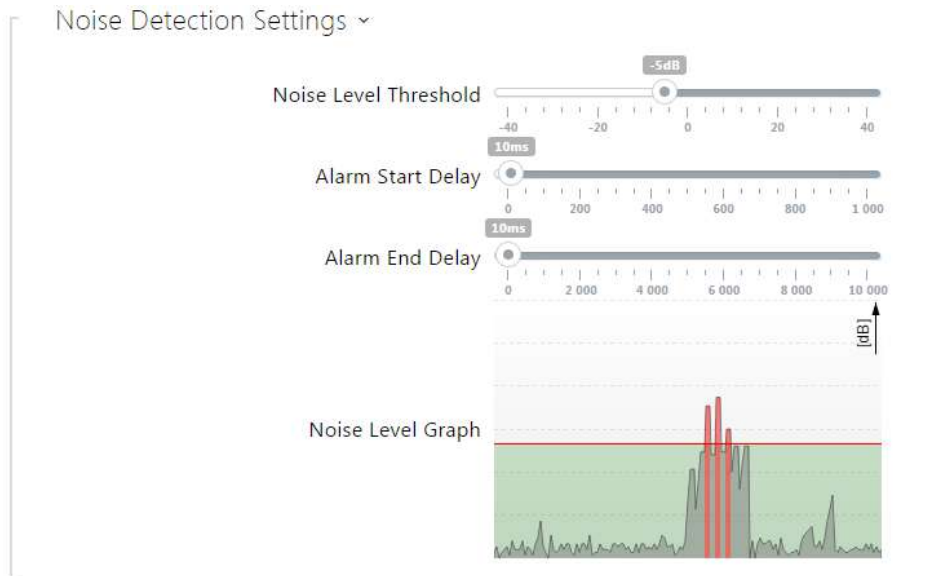 Noise Detection Settings
-5dB
Noise Level Threshold
-40 -20 0 20 40
10ms
Alarm Start Delay
0 200 400 600 800 1 000
10ms
Alarm End Delay
0 2 000 4 000 6 000 8 000 10 000
[dB]
Noise Level Graph